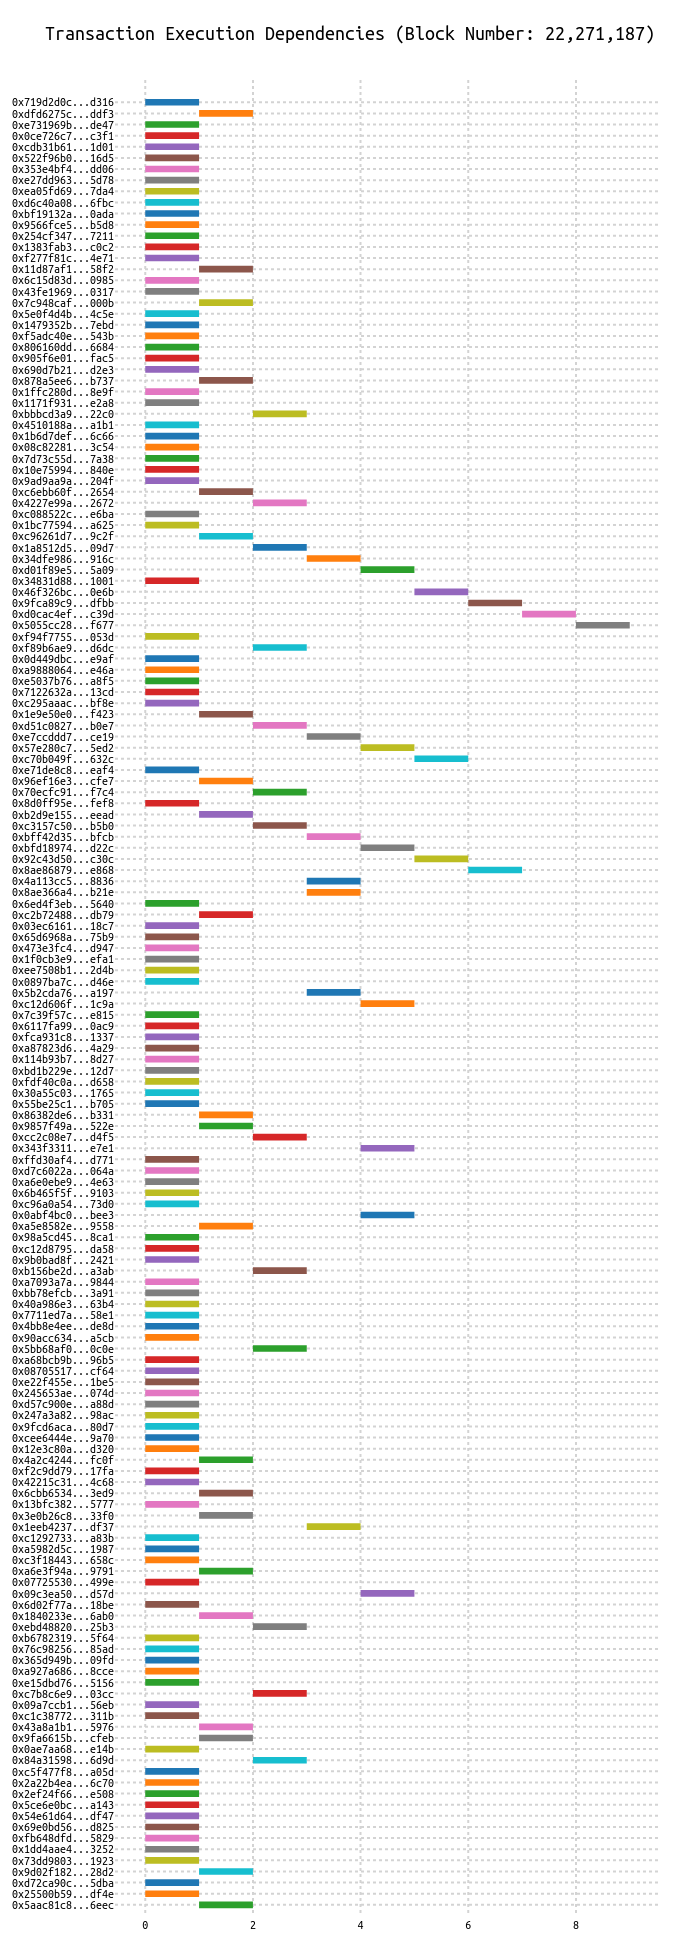 Transaction Execution Dependencies (Block Number: 22,271,187)
0x719d2d0c...d316
0xdfd6275c...ddf3
0xe731969b...de47
0x0ce726c7...c3f1
0xcdb31b61...1d01
0x522f96b0...16d5
0x353e4bf4...dd06
0xe27dd963...5d78
0xea05fd69...7da4
0xd6c40a08...6fbc
0xbf19132a...0ada
0x9566fce5...b5d8
0x254cf347...7211
0x1383fab3...c0c2
0xf277f81c...4e71
0x11d87af1...58f2
0x6c15d83d...0985
0x43fe1969...0317
0x7c948caf...000b
0x5e0f4d4b...4c5e
0x1479352b...7ebd
0xf5adc40e...543b
0x806160dd...6684
0x905f6e01...fac5
0x690d7b21...d2e3
0x878a5ee6...b737
0x1ffc280d...8e9f
0x1171f931...e2a8
0xbbbcd3a9...22c0
0x4510188a...a1b1
0x1b6d7def...6c66
0x08c82281...3c54
0x7d73c55d...7a38
0x10e75994...840e
0x9ad9aa9a...204f
0xc6ebb60f...2654
0x4227e99a...2672
0xc088522c...e6ba
0x1bc77594...a625
0xc96261d7...9c2f
0x1a8512d5...09d7
0x34dfe986...916c
0xd01f89e5...5a09
0x34831d88...1001
0x46f326bc...0e6b
0x9fca89c9...dfbb
0xd0cac4ef...c39d
0x5055cc28...f677
0xf94f7755...053d
0xf89b6ae9...d6dc
0x0d449dbc...e9af
0xa9888064...e46a
0xe5037b76...a8f5
0x7122632a...13cd
0xc295aaac...bf8e
0x1e9e50e0...f423
0xd51c0827...b0e7
0xe7ccddd7...ce19
0x57e280c7...5ed2
0xc70b049f...632c
0xe71de8c8...eaf4
0x96ef16e3...cfe7
0x70ecfc91...f7c4
0x8d0ff95e...fef8
0xb2d9e155...eead
0xc3157c50...b5b0
0xbff42d35...bfcb
0xbfd18974...d22c
0x92c43d50...c30c
0x8ae86879...e868
0x4a113cc5...8836
0x8ae366a4...b21e
0x6ed4f3eb...5640
0xc2b72488...db79
0x03ec6161...18c7
0x65d6968a...75b9
0x473e3fc4...d947
0x1f0cb3e9...efa1
0xee7508b1...2d4b
0x0897ba7c...d46e
0x5b2cda76...a197
0xc12d606f...1c9a
0x7c39f57c...e815
0x6117fa99...0ac9
0xfca931c8...1337
0xa87823d6...4a29
0x114b93b7...8d27
0xbd1b229e...12d7
0xfdf40c0a...d658
0x30a55c03...1765
0x55be25c1...b705
0x86382de6...b331
0x9857f49a...522e
0xcc2c08e7...d4f5
0x343f3311...e7e1
0xffd30af4...d771
0xd7c6022a...064a
0xa6e0ebe9...4e63
0x6b465f5f...9103
0xc96a0a54...73d0
0x0abf4bc0...bee3
0xa5e8582e...9558
0x98a5cd45...8ca1
0xc12d8795...da58
0x9b0bad8f...2421
0xb156be2d...a3ab
0xa7093a7a...9844
0xbb78efcb...3a91
0x40a986e3...63b4
0x7711ed7a...58e1
0x4bb8e4ee...de8d
0x90acc634...a5cb
0x5bb68af0...0c0e
0xa68bcb9b...96b5
0x08705517...cf64
0xe22f455e...1be5
0x245653ae...074d
0xd57c900e...a88d
0x247a3a82...98ac
0x9fcd6aca...80d7
0xcee6444e...9a70
0x12e3c80a...d320
0x4a2c4244...fc0f
0xf2c9dd79...17fa
0x42215c31...4c68
0x6cbb6534...3ed9
0x13bfc382...5777
0x3e0b26c8...33f0
0x1eeb4237...df37
0xc1292733...a83b
0xa5982d5c...1987
0xc3f18443...658c
0xa6e3f94a...9791
0x07725530...499e
0x09c3ea50...d57d
0x6d02f77a...18be
0x1840233e...6ab0
0xebd48820...25b3
0xb6782319...5f64
0x76c98256...85ad
0x365d949b...09fd
0xa927a686...8cce
0xe15dbd76...5156
0xc7b8c6e9...03cc
0x09a7ccb1...56eb
0xc1c38772...311b
0x43a8a1b1...5976
0x9fa6615b...cfeb
0x0ae7aa68...e14b
0x84a31598...6d9d
0xc5f477f8...a05d
0x2a22b4ea...6c70
0x2ef24f66...e508
0x5ce6e0bc...a143
0x54e61d64...df47
0x69e0bd56...d825
0xfb648dfd...5829
0x1dd4aae4...3252
0x73dd9803...1923
0x9d02f182...28d2
0xd72ca90c...5dba
0x25500b59...df4e
0x5aac81c8...6eec
0 2 4 6 8